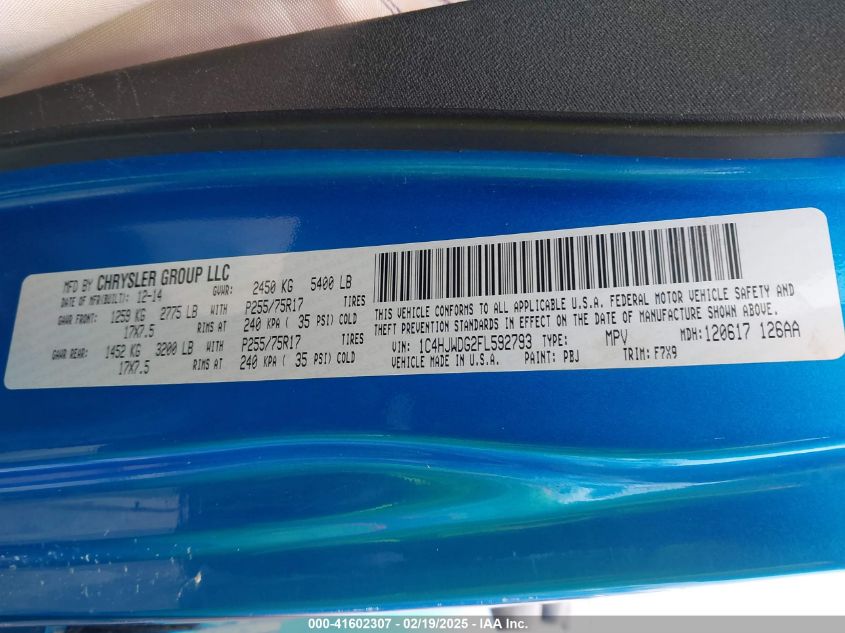 MFD BY CHRYSLER GROUP LLC
DATE OF MFR(BUILT): 12-14 GVWR: 2450 KG 5400 LB
GAWR FRONT: 1259 KG 2775 LB WITH P255/75R17 TIRES
17X7.5 RIMS AT 240 KPA ( 35 PSI) COLD
GAWR REAR: 1452 KG 3200 LB WITH P255/75R17 TIRES
17X7.5 RIMS AT 240 KPA ( 35 PSI) COLD
THIS VEHICLE CONFORMS TO ALL APPLICABLE U.S.A. FEDERAL MOTOR VEHICLE SAFETY AND
THEFT PREVENTION STANDARDS IN EFFECT ON THE DATE OF MANUFACTURE SHOWN ABOVE.
VIN: 1C4HJWDG2FL592793 TYPE: MPV MDH: 120617 126AA
VEHICLE MADE IN U.S.A. PAINT: PBJ TRIM: F7X9
000-41602307 - 02/19/2025 - IAA Inc.